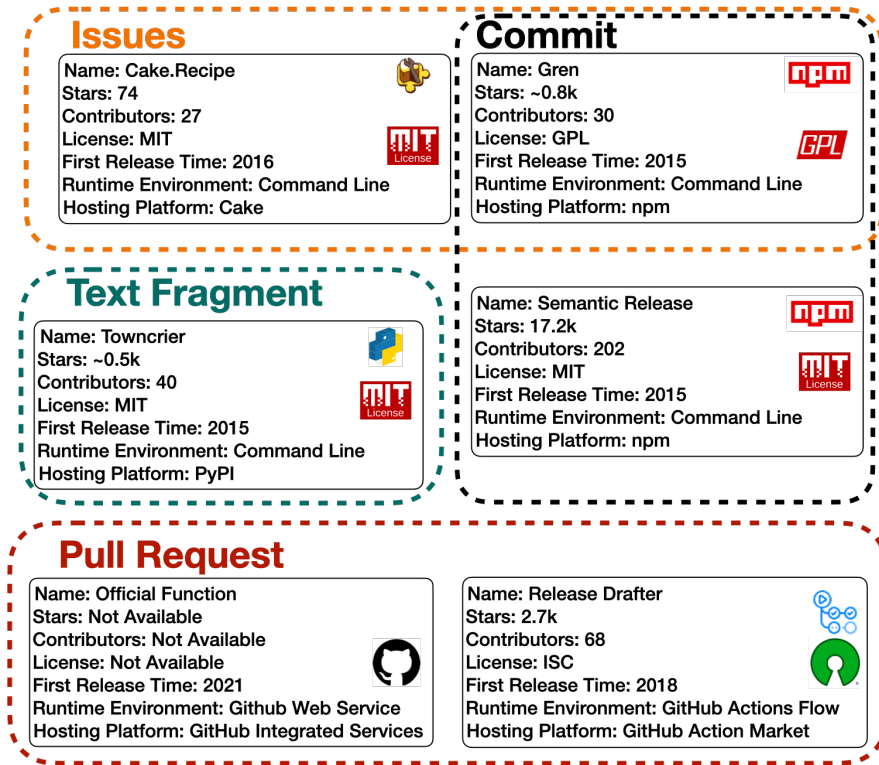 Issues
Name: Cake.Recipe
Stars: 74
Contributors: 27
License: MIT
MIT
License
First Release Time: 2016
Runtime Environment: Command Line
Hosting Platform: Cake
Commit
Name: Gren
npm
Stars: ~0.8k
Contributors: 30
License: GPL
GPL
First Release Time: 2015
Runtime Environment: Command Line
Hosting Platform: npm
Name: Semantic Release
npm
Stars: 17.2k
Contributors: 202
License: MIT
MIT
License
First Release Time: 2015
Runtime Environment: Command Line
Hosting Platform: npm
Text Fragment
Name: Towncrier
Stars: ~0.5k
Contributors: 40
License: MIT
MIT
License
First Release Time: 2015
Runtime Environment: Command Line
Hosting Platform: PyPI
Pull Request
Name: Official Function
Stars: Not Available
Contributors: Not Available
License: Not Available
First Release Time: 2021
Runtime Environment: Github Web Service
Hosting Platform: GitHub Integrated Services
Name: Release Drafter
Stars: 2.7k
Contributors: 68
License: ISC
First Release Time: 2018
Runtime Environment: GitHub Actions Flow
Hosting Platform: GitHub Action Market